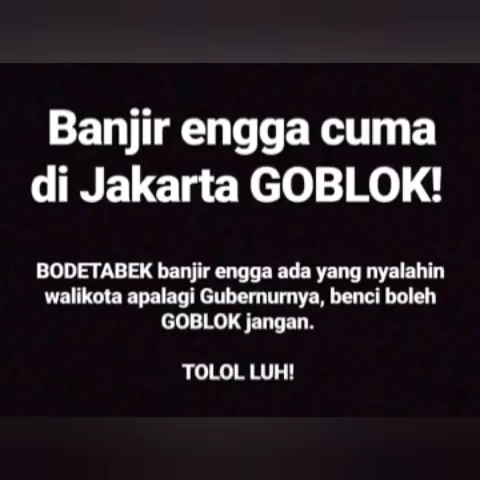 Banjir engga cuma
di Jakarta GOBLOK!
BODETABEK banjir engga ada yang nyalahin
walikota apalagi Gubernurnya, benci boleh
GOBLOK jangan.
TOLOL LUH!